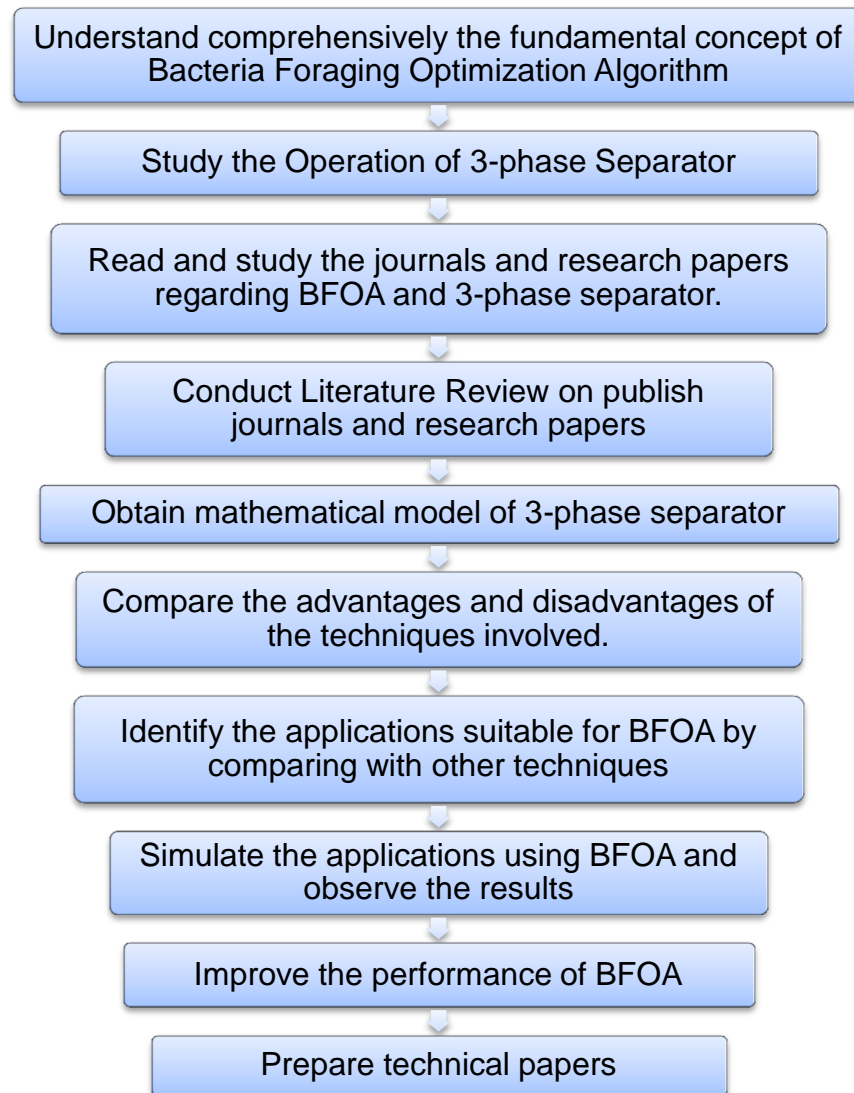 Understand comprehensively the fundamental concept of
Bacteria Foraging Optimization Algorithm
Study the Operation of 3-phase Separator
Read and study the journals and research papers
regarding BFOA and 3-phase separator.
Conduct Literature Review on publish
journals and research papers
Obtain mathematical model of 3-phase separator
Compare the advantages and disadvantages of
the techniques involved.
Identify the applications suitable for BFOA by
comparing with other techniques
Simulate the applications using BFOA and
observe the results
Improve the performance of BFOA
Prepare technical papers